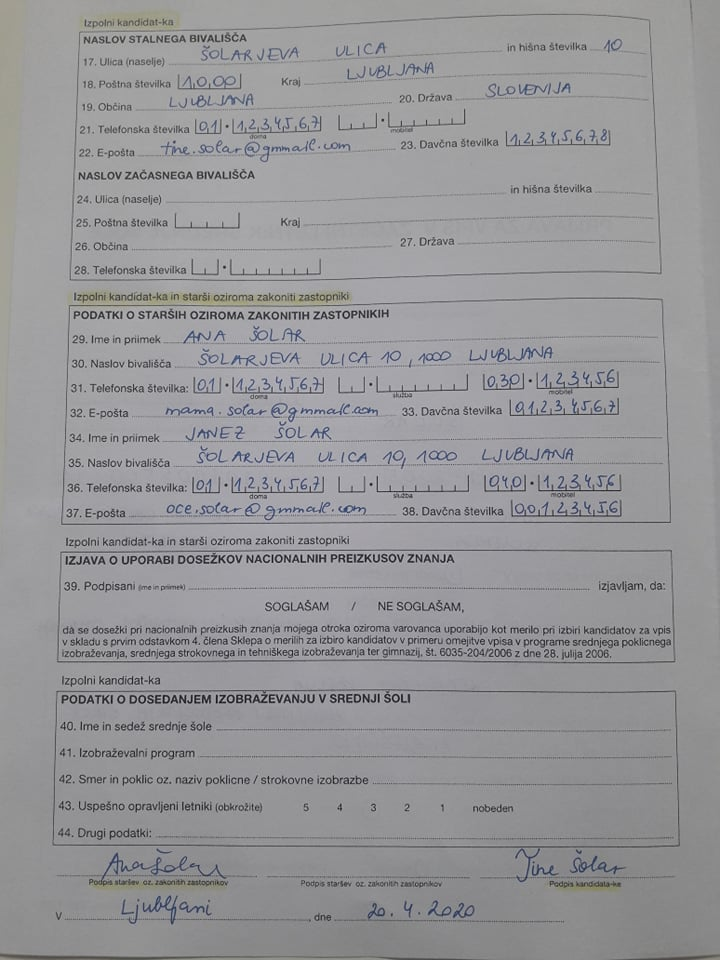 Izpolni kandidat-ka
NASLOV STALNEGA BIVALIŠČA
17. Ulica (naselje) ŠOLARJEVA ULICA in hišna številka 10
18. Poštna številka 1000 Kraj LJUBLJANA
19. Občina LJUBLJANA 20. Država SLOVENIJA
21. Telefonska številka 01 • 1234567 •
doma mobitel
22. E-pošta tine.solar@gmmail.com 23. Davčna številka 12345678
NASLOV ZAČASNEGA BIVALIŠČA
24. Ulica (naselje) in hišna številka
25. Poštna številka Kraj
26. Občina 27. Država
28. Telefonska številka •
Izpolni kandidat-ka in starši oziroma zakoniti zastopniki
PODATKI O STARŠIH OZIROMA ZAKONITIH ZASTOPNIKIH
29. Ime in priimek ANA ŠOLAR
30. Naslov bivališča ŠOLARJEVA ULICA 10, 1000 LJUBLJANA
31. Telefonska številka: 01 • 1234567 • 030 • 123456
doma služba mobitel
32. E-pošta mama.solar@gmmail.com 33. Davčna številka 01234567
34. Ime in priimek JANEZ ŠOLAR
35. Naslov bivališča ŠOLARJEVA ULICA 10, 1000 LJUBLJANA
36. Telefonska številka: 01 • 1234567 • 040 • 123456
doma služba mobitel
37. E-pošta oce.solar@gmmail.com 38. Davčna številka 00123456
Izpolni kandidat-ka in starši oziroma zakoniti zastopniki
IZJAVA O UPORABI DOSEŽKOV NACIONALNIH PREIZKUSOV ZNANJA
39. Podpisani (ime in priimek) izjavljam, da:
SOGLAŠAM / NE SOGLAŠAM,
da se dosežki pri nacionalnih preizkusih znanja mojega otroka oziroma varovanca uporabijo kot merilo pri izbiri kandidatov za vpis
v skladu s prvim odstavkom 4. člena Sklepa o merilih za izbiro kandidatov v primeru omejitve vpisa v programe srednjega poklicnega
izobraževanja, srednjega strokovnega in tehniškega izobraževanja ter gimnazij, št. 6035-204/2006 z dne 28. julija 2006.
Izpolni kandidat-ka
PODATKI O DOSEDANJEM IZOBRAŽEVANJU V SREDNJI ŠOLI
40. Ime in sedež srednje šole
41. Izobraževalni program
42. Smer in poklic oz. naziv poklicne / strokovne izobrazbe
43. Uspešno opravljeni letniki (obkrožite) 5 4 3 2 1 nobeden
44. Drugi podatki:
Ana Šolar Tine Šolar
Podpis staršev oz. zakonitih zastopnikov Podpis staršev oz. zakonitih zastopnikov Podpis kandidata-ke
V Ljubljani, dne 20. 4. 2020